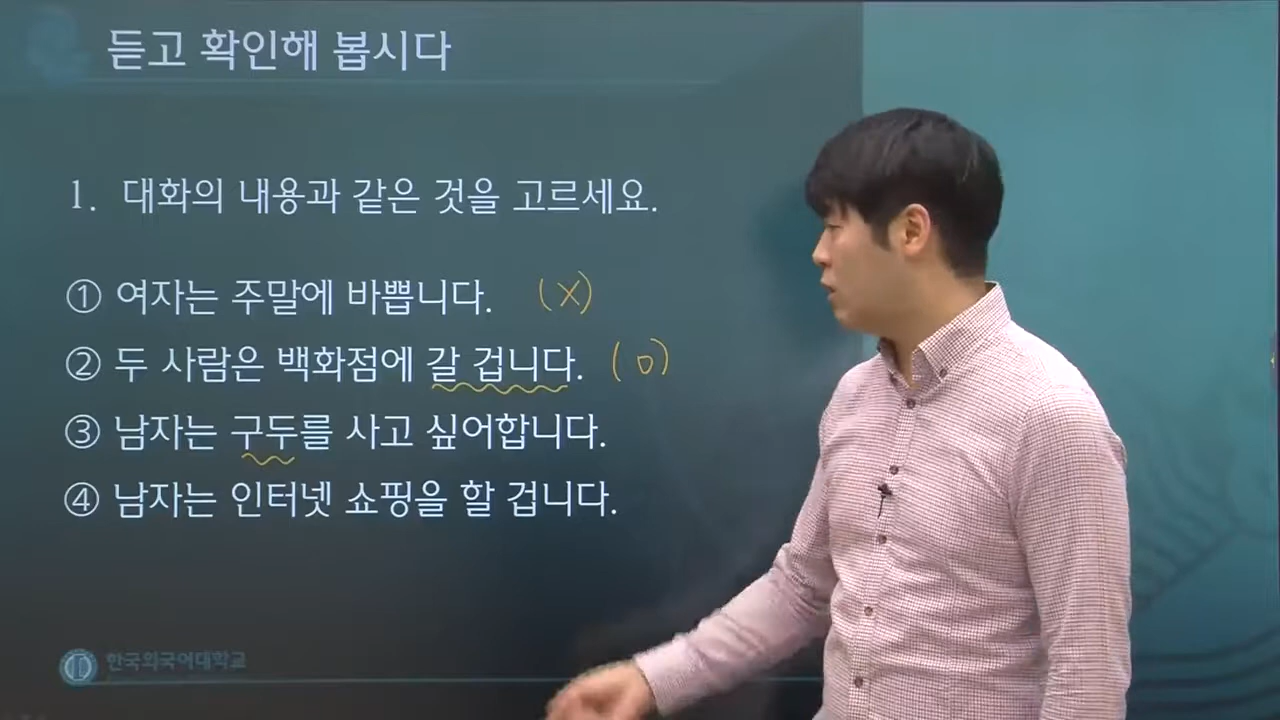 듣고 확인해 봅시다
1. 대화의 내용과 같은 것을 고르세요.
① 여자는 주말에 바쁩니다. (X)
② 두 사람은 백화점에 갈 겁니다. (O)
③ 남자는 구두를 사고 싶어합니다.
④ 남자는 인터넷 쇼핑을 할 겁니다.
한국외국어대학교